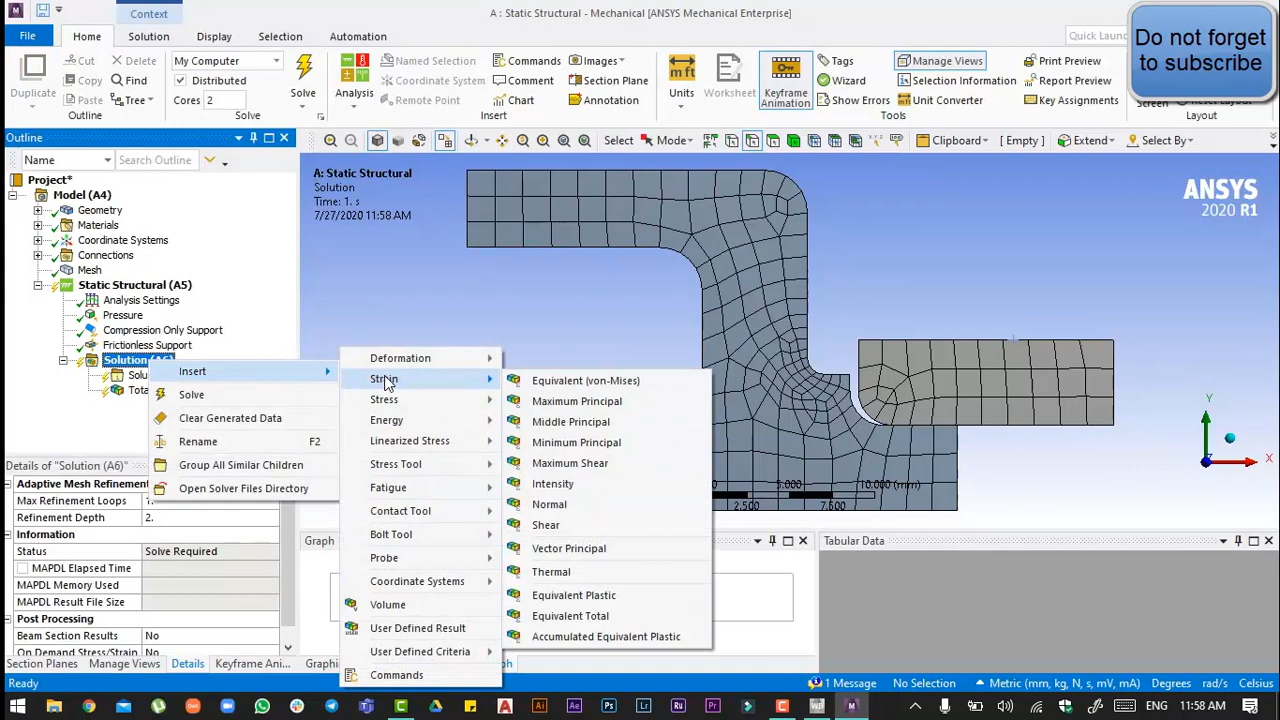 A : Static Structural - Mechanical [ANSYS Mechanical Enterprise]
Context
File Home Solution Display Selection Automation Quick Launc
Do not forget
to subscribe
Duplicate
Cut Delete
Copy Find
Paste Tree
Outline
My Computer
Distributed
Cores 2
Solve
Solve
Analysis
Named Selection
Coordinate System
Remote Point
Commands
Comment
Chart
Images
Section Plane
Annotation
Insert
Units
Worksheet
Keyframe
Animation
Tags
Wizard
Show Errors
Manage Views
Selection Information
Unit Converter
Print Preview
Report Preview
Key Assignments
Tools
Screen
Reset Layout
Layout
Outline
Select Mode Clipboard [ Empty ] Extend Select By
Name Search Outline
Project*
Model (A4)
Geometry
Materials
Coordinate Systems
Connections
Mesh
Static Structural (A5)
Analysis Settings
Pressure
Compression Only Support
Frictionless Support
Solution (A6)
Solu
Tota
A: Static Structural
Solution
Time: 1. s
7/27/2020 11:58 AM
ANSYS
2020 R1
Insert
Solve
Clear Generated Data
Rename F2
Group All Similar Children
Open Solver Files Directory
Deformation
Strain
Stress
Energy
Linearized Stress
Stress Tool
Fatigue
Contact Tool
Bolt Tool
Probe
Coordinate Systems
Volume
User Defined Result
User Defined Criteria
Commands
Equivalent (von-Mises)
Maximum Principal
Middle Principal
Minimum Principal
Maximum Shear
Intensity
Normal
Shear
Vector Principal
Thermal
Equivalent Plastic
Equivalent Total
Accumulated Equivalent Plastic
5.000 10.000 (mm)
2.500 7.500
Y
X
Details of "Solution (A6)"
Adaptive Mesh Refinement
Max Refinement Loops 1.
Refinement Depth 2.
Information
Status Solve Required
MAPDL Elapsed Time
MAPDL Memory Used
MAPDL Result File Size
Post Processing
Beam Section Results No
On Demand Stress/Strain No
Graph
Tabular Data
Section Planes Manage Views Details Keyframe Ani...
Ready
1 Message No Selection Metric (mm, kg, N, s, mV, mA) Degrees rad/s Celsius
11:58 AM